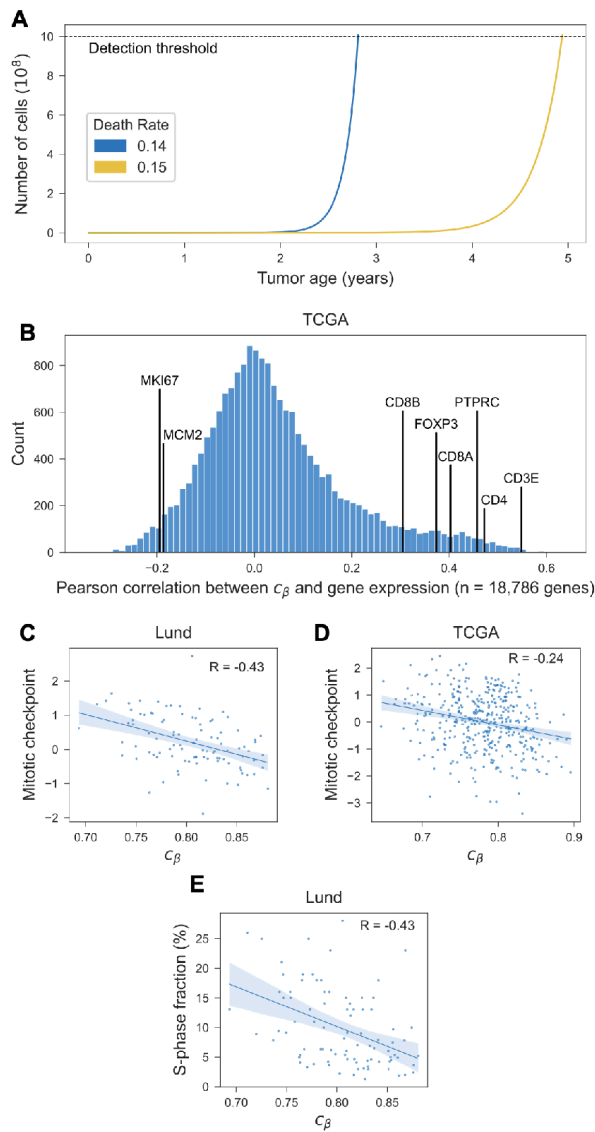 A
Number of cells (10⁸)
10
8
6
4
2
0
Detection threshold
Death Rate
0.14
0.15
0 1 2 3 4 5
Tumor age (years)
B
TCGA
Count
800
600
400
200
0
MKI67
MCM2
CD8B
FOXP3
CD8A
PTPRC
CD4
CD3E
−0.2 0.0 0.2 0.4 0.6
Pearson correlation between cβ and gene expression (n = 18,786 genes)
C
Lund
R = -0.43
Mitotic checkpoint
2
1
0
−1
−2
0.70 0.75 0.80 0.85
cβ
D
TCGA
R = -0.24
Mitotic checkpoint
2
1
0
−1
−2
−3
0.7 0.8 0.9
cβ
E
Lund
R = -0.43
S-phase fraction (%)
25
20
15
10
5
0
0.70 0.75 0.80 0.85
cβ